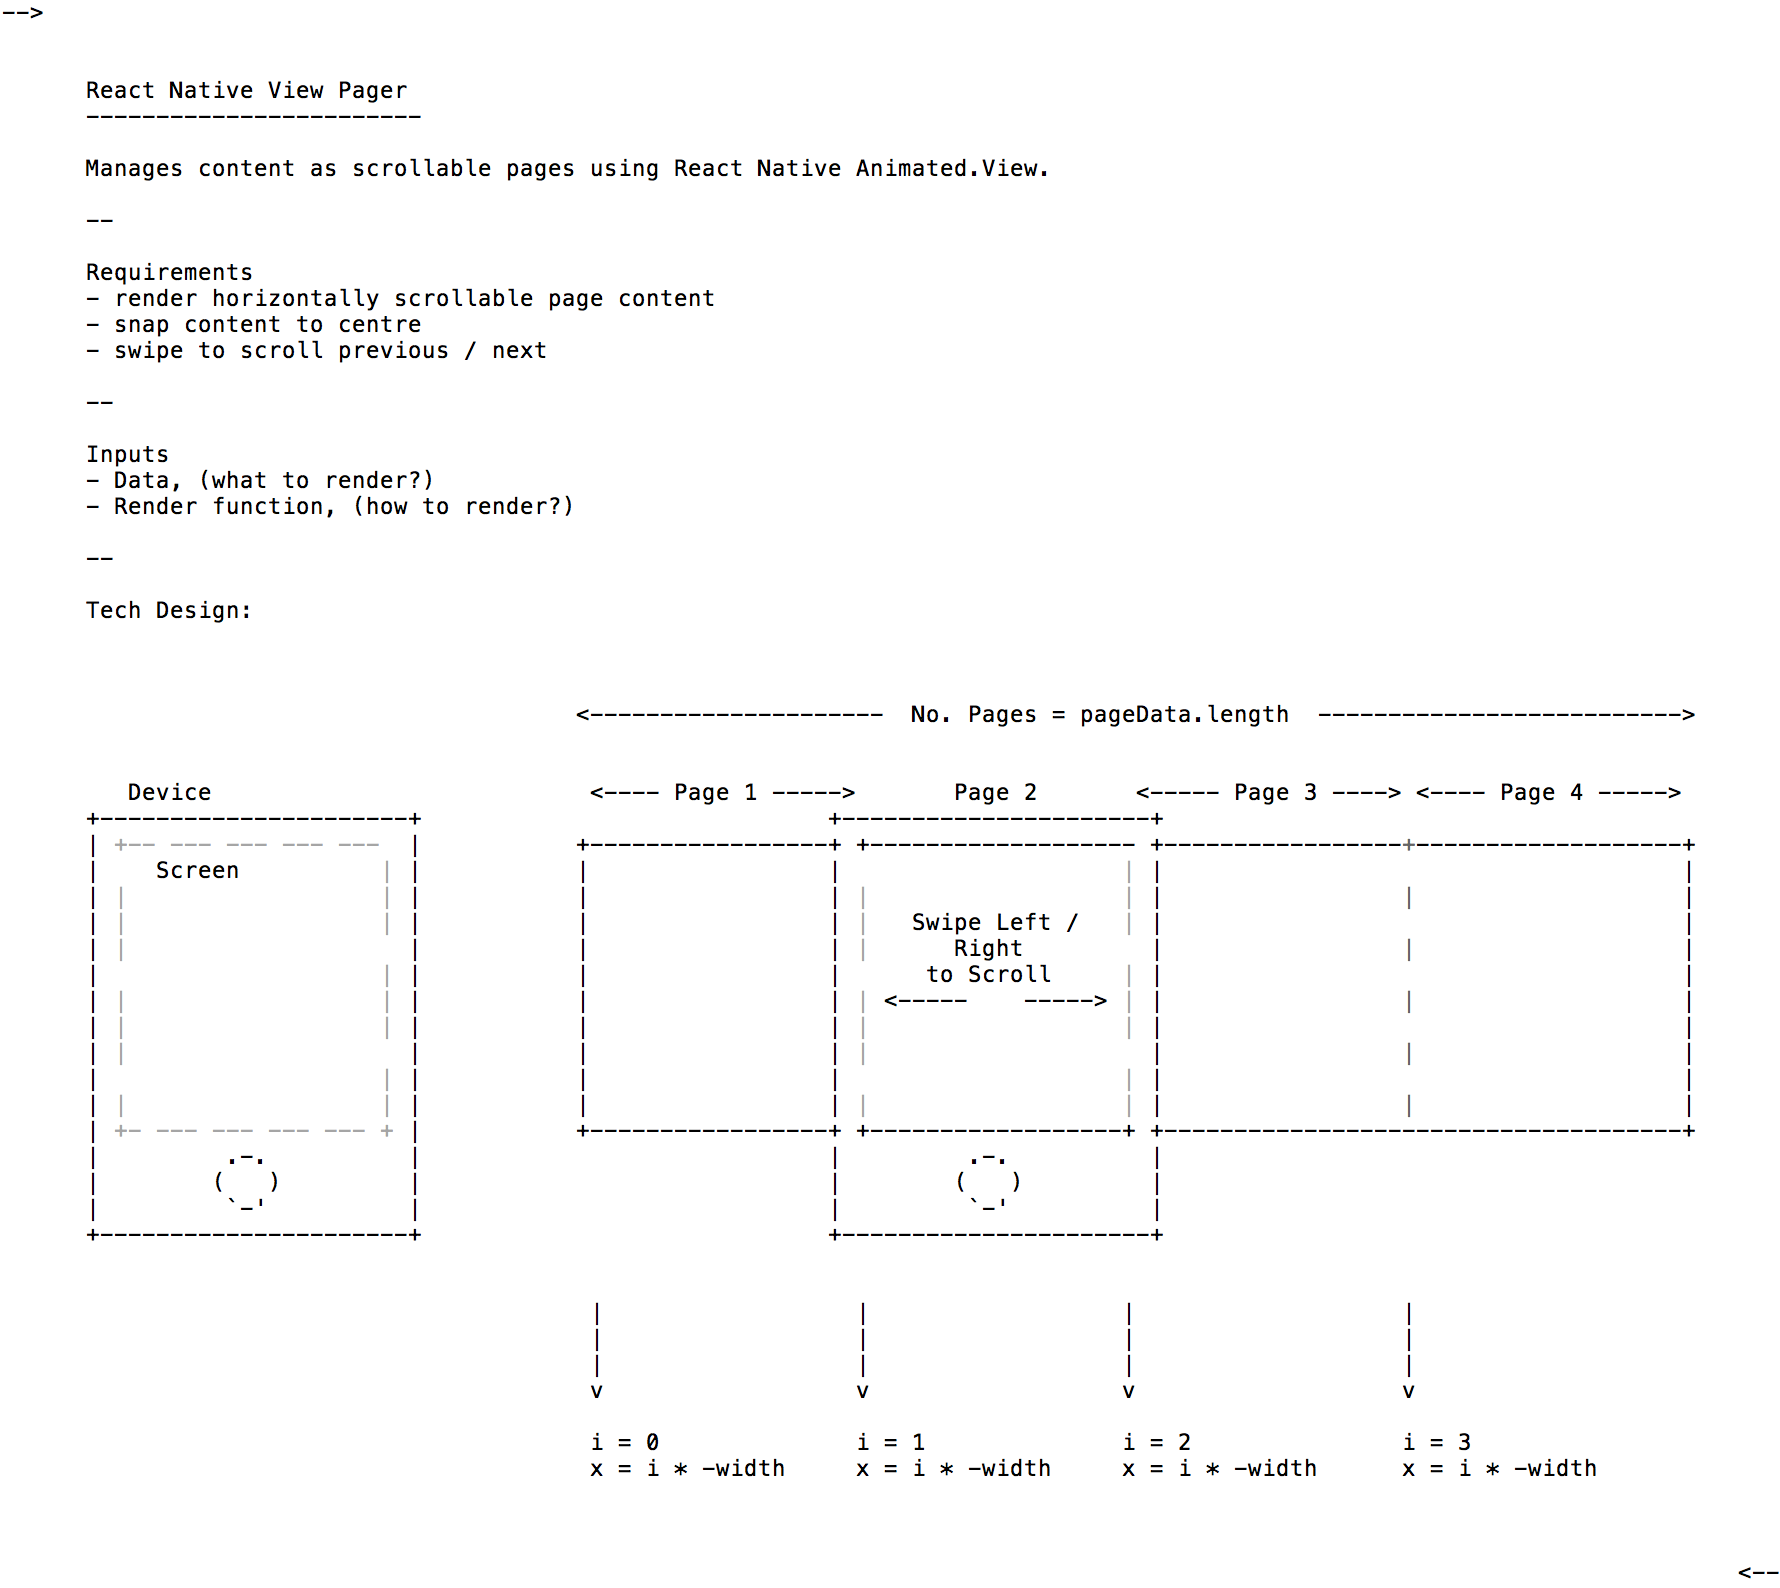 -->
React Native View Pager
------------------------
Manages content as scrollable pages using React Native Animated.View.
--
Requirements
- render horizontally scrollable page content
- snap content to centre
- swipe to scroll previous / next
--
Inputs
- Data, (what to render?)
- Render function, (how to render?)
--
Tech Design:
<--------------------- No. Pages = pageData.length -------------------------->
Device <---- Page 1 -----> Page 2 <----- Page 3 ----> <---- Page 4 ----->
Screen
Swipe Left /
Right
to Scroll
<----- ----->
i = 0 i = 1 i = 2 i = 3
x = i * -width x = i * -width x = i * -width x = i * -width
<--